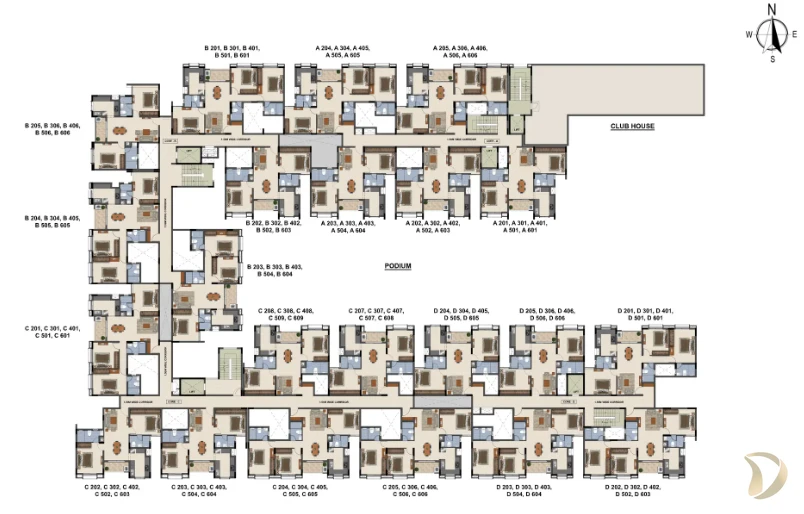 N
W E
S
B 201, B 301, B 401,
B 501, B 601
A 204, A 304, A 405,
A 505, A 605
A 205, A 306, A 406,
A 506, A 606
CLUB HOUSE
B 205, B 306, B 406,
B 506, B 606
B 202, B 302, B 402,
B 502, B 603
A 203, A 303, A 403,
A 504, A 604
A 202, A 302, A 402,
A 502, A 603
A 201, A 301, A 401,
A 501, A 601
B 204, B 304, B 405,
B 505, B 605
B 203, B 303, B 403,
B 504, B 604
PODIUM
C 201, C 301, C 401,
C 501, C 601
C 208, C 308, C 408,
C 509, C 609
C 207, C 307, C 407,
C 507, C 608
D 204, D 304, D 405,
D 505, D 605
D 205, D 306, D 406,
D 506, D 606
D 201, D 301, D 401,
D 501, D 601
C 202, C 302, C 402,
C 502, C 603
C 203, C 303, C 403,
C 504, C 604
C 204, C 304, C 405,
C 505, C 605
C 205, C 306, C 406,
C 506, C 606
D 203, D 303, D 403,
D 504, D 604
D 202, D 302, D 402,
D 502, D 603